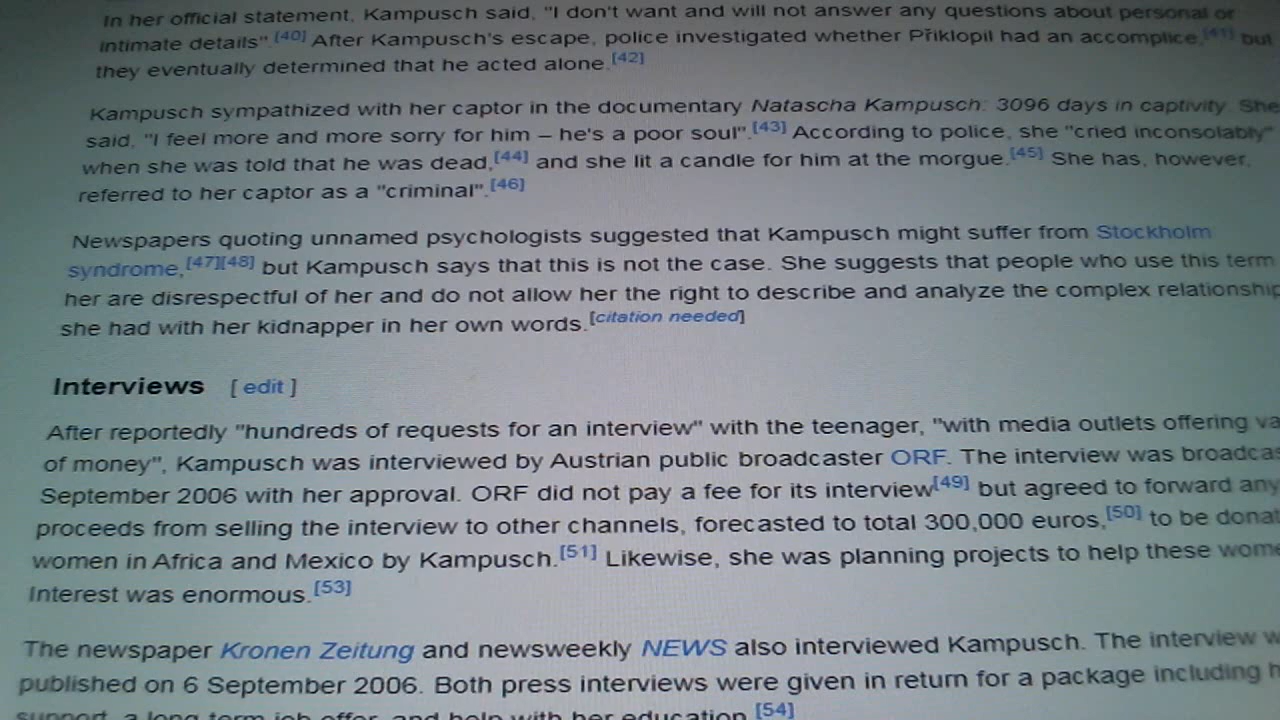 In her official statement, Kampusch said, "I don't want and will not answer any questions about personal or
intimate details".[40] After Kampusch's escape, police investigated whether Přiklopil had an accomplice,[41] but
they eventually determined that he acted alone.[42]
Kampusch sympathized with her captor in the documentary Natascha Kampusch: 3096 days in captivity. She
said, "I feel more and more sorry for him – he's a poor soul".[43] According to police, she "cried inconsolably"
when she was told that he was dead,[44] and she lit a candle for him at the morgue.[45] She has, however,
referred to her captor as a "criminal".[46]
Newspapers quoting unnamed psychologists suggested that Kampusch might suffer from Stockholm
syndrome,[47][48] but Kampusch says that this is not the case. She suggests that people who use this term
her are disrespectful of her and do not allow her the right to describe and analyze the complex relationship
she had with her kidnapper in her own words.[citation needed]
Interviews [ edit ]
After reportedly "hundreds of requests for an interview" with the teenager, "with media outlets offering va
of money", Kampusch was interviewed by Austrian public broadcaster ORF. The interview was broadcas
September 2006 with her approval. ORF did not pay a fee for its interview[49] but agreed to forward any
proceeds from selling the interview to other channels, forecasted to total 300,000 euros,[50] to be donat
women in Africa and Mexico by Kampusch.[51] Likewise, she was planning projects to help these wome
Interest was enormous.[53]
The newspaper Kronen Zeitung and newsweekly NEWS also interviewed Kampusch. The interview w
published on 6 September 2006. Both press interviews were given in return for a package including h
support, a long term job offer, and help with her education.[54]